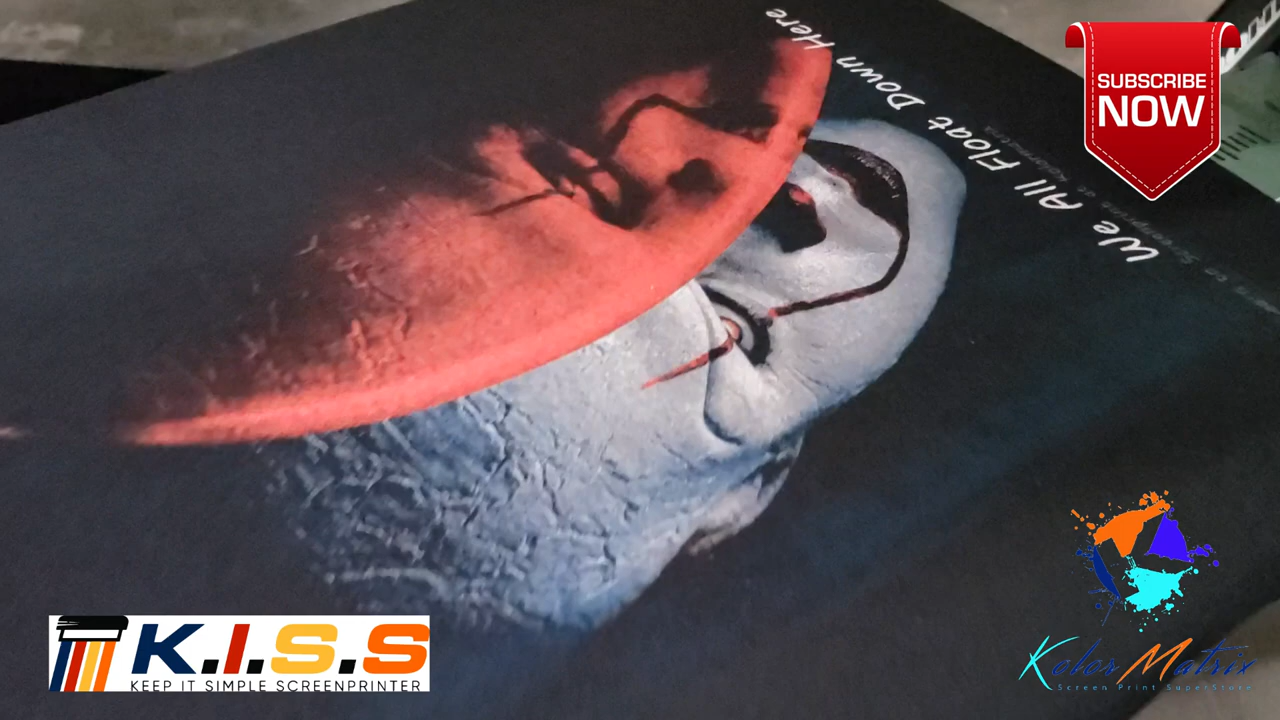 We All Float Down Here
SUBSCRIBE
NOW
K.I.S.S
KEEP IT SIMPLE SCREENPRINTER
Kolor Matrix
Screen Print SuperStore